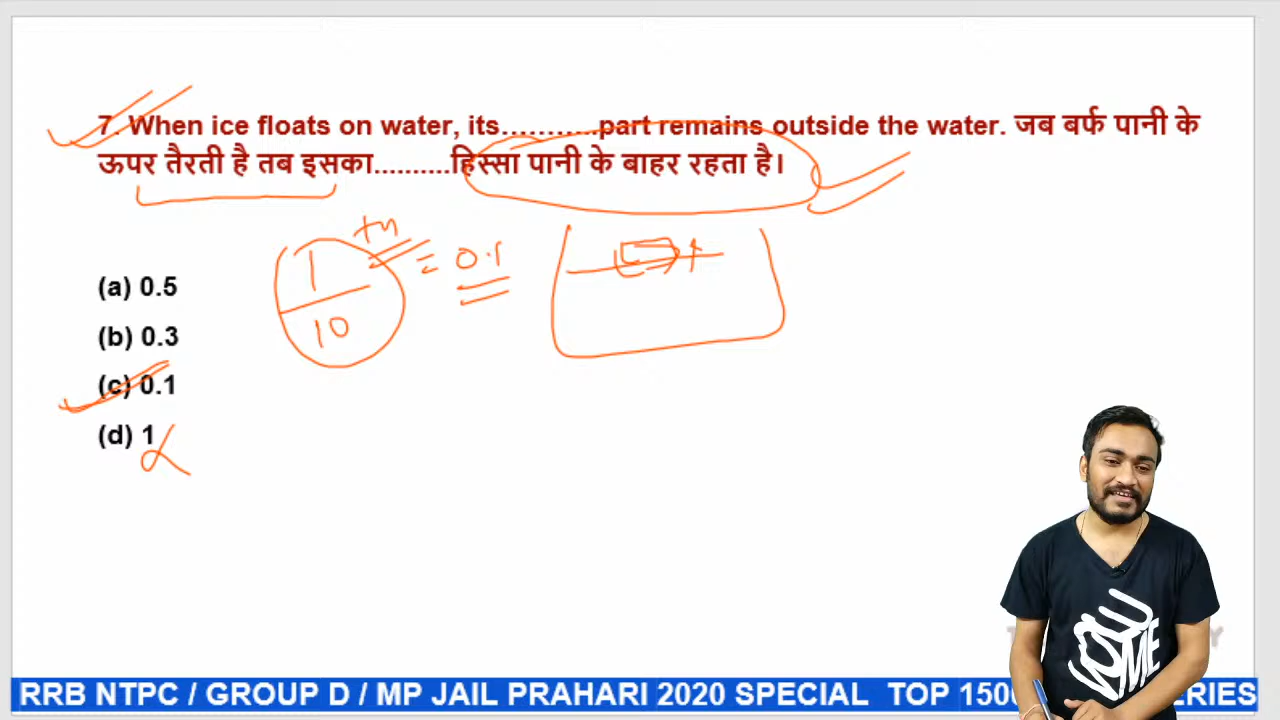 7. When ice floats on water, its...........part remains outside the water. जब बर्फ पानी के
ऊपर तैरती है तब इसका..........हिस्सा पानी के बाहर रहता है।
1/10 = 0.1
(a) 0.5
(b) 0.3
(c) 0.1
(d) 1
RRB NTPC / GROUP D / MP JAIL PRAHARI 2020 SPECIAL TOP 150